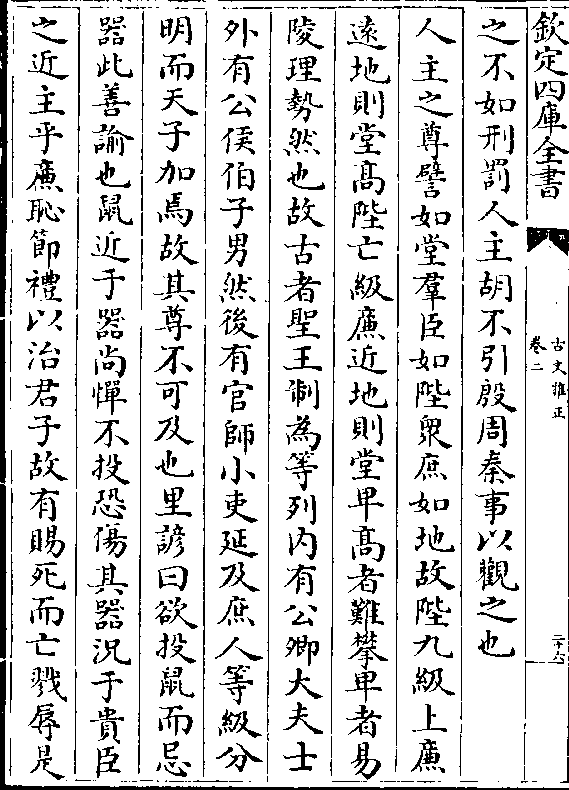 欽定四庫全書
古文雅正
卷二
二十六
之不如刑罰人主胡不引殷周秦事以觀之也
人主之尊譬如堂羣臣如陛衆庶如地故陛九級上廉
逺地則堂髙陛亡級廉近地則堂卑髙者難攀卑者易
陵理勢然也故古者聖王制為等列内有公卿大夫士
外有公侯伯子男然後有官師小吏延及庶人等級分
明而天子加焉故其尊不可及也里諺曰欲投鼠而忌
器此善諭也鼠近于器尚憚不投恐傷其器況于貴臣
之近主乎廉恥節禮以治君子故有賜死而亡戮辱是